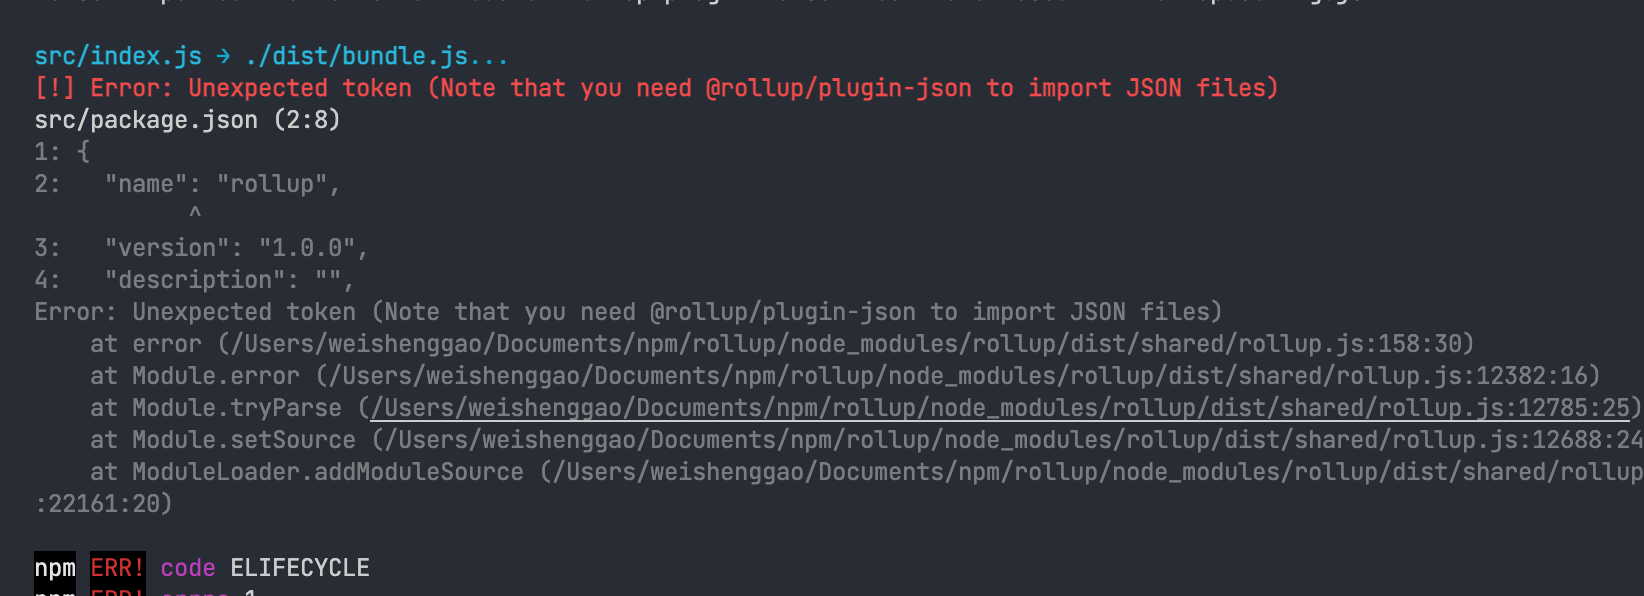 src/index.js → ./dist/bundle.js...
[!] Error: Unexpected token (Note that you need @rollup/plugin-json to import JSON files)
src/package.json (2:8)
1: {
2:   "name": "rollup",
           ^
3:   "version": "1.0.0",
4:   "description": "",
Error: Unexpected token (Note that you need @rollup/plugin-json to import JSON files)
    at error (/Users/weishenggao/Documents/npm/rollup/node_modules/rollup/dist/shared/rollup.js:158:30)
    at Module.error (/Users/weishenggao/Documents/npm/rollup/node_modules/rollup/dist/shared/rollup.js:12382:16)
    at Module.tryParse (/Users/weishenggao/Documents/npm/rollup/node_modules/rollup/dist/shared/rollup.js:12785:25)
    at Module.setSource (/Users/weishenggao/Documents/npm/rollup/node_modules/rollup/dist/shared/rollup.js:12688:24
    at ModuleLoader.addModuleSource (/Users/weishenggao/Documents/npm/rollup/node_modules/rollup/dist/shared/rollup
:22161:20)
npm ERR! code ELIFECYCLE
npm ERR! errno 1